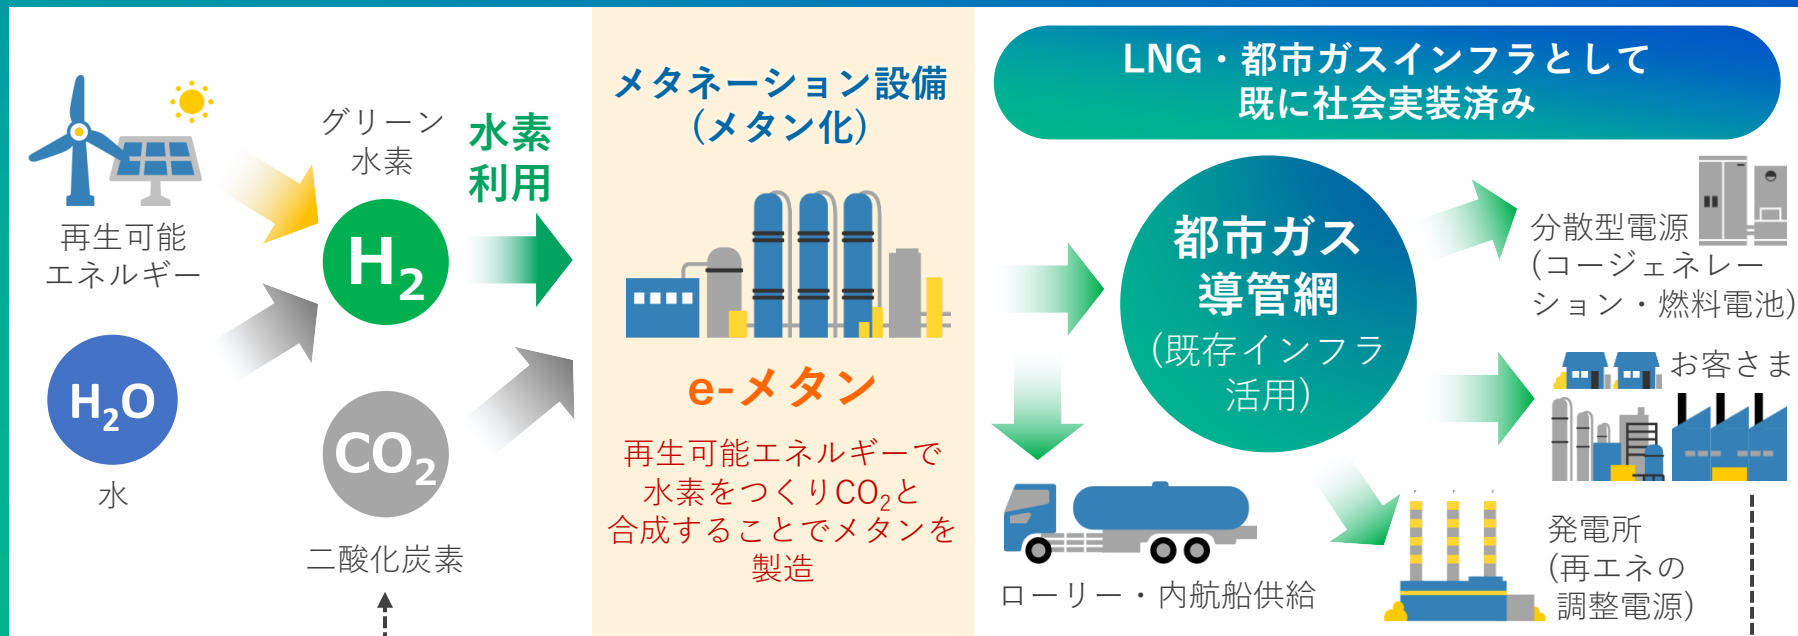 再生可能
エネルギー
H₂O
水
グリーン
水素
H₂
CO₂
二酸化炭素
水素
利用
メタネーション設備
(メタン化)
e-メタン
再生可能エネルギーで
水素をつくりCO₂と
合成することでメタンを
製造
LNG・都市ガスインフラとして
既に社会実装済み
都市ガス
導管網
(既存インフラ
活用)
ローリー・内航船供給
分散型電源
(コージェネレー
ション・燃料電池)
お客さま
発電所
(再エネの
調整電源)